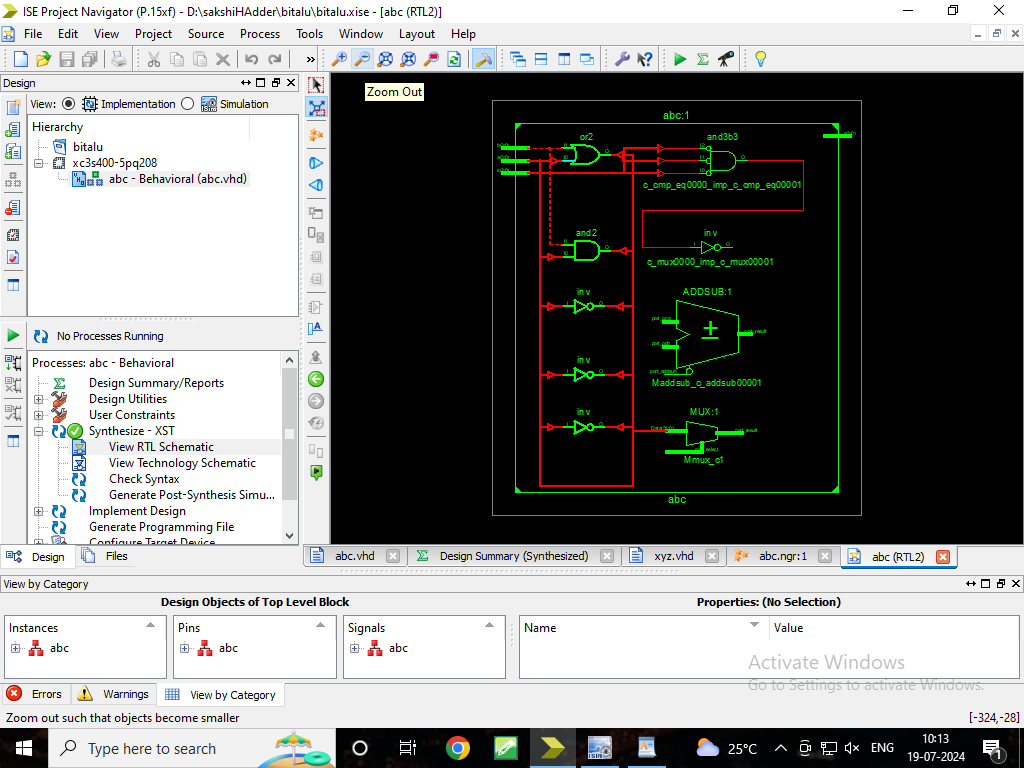 ISE Project Navigator (P.15xf) - D:\sakshiHAdder\bitalu\bitalu.xise - [abc (RTL2)]
File Edit View Project Source Process Tools Window Layout Help
Zoom Out
Design
View: Implementation Simulation
Hierarchy
bitalu
xc3s400-5pq208
abc - Behavioral (abc.vhd)
No Processes Running
Processes: abc - Behavioral
Design Summary/Reports
Design Utilities
User Constraints
Synthesize - XST
View RTL Schematic
View Technology Schematic
Check Syntax
Generate Post-Synthesis Simu...
Implement Design
Generate Programming File
Configure Target Device
Design Files
abc:1
or2
and3b3
c_cmp_eq0000_imp_c_cmp_eq00001
and2
inv
c_mux0000_imp_c_mux00001
inv
ADDSUB:1
Maddsub_c_addsub00001
inv
inv
MUX:1
Mmux_c1
abc
abc.vhd
Design Summary (Synthesized)
xyz.vhd
abc.ngr:1
abc (RTL2)
View by Category
Design Objects of Top Level Block
Properties: (No Selection)
Instances
abc
Pins
abc
Signals
abc
Name Value
Errors Warnings View by Category
Activate Windows
Go to Settings to activate Windows.
Zoom out such that objects become smaller
[-324,-28]
Type here to search
25°C
ENG
10:13
19-07-2024
1